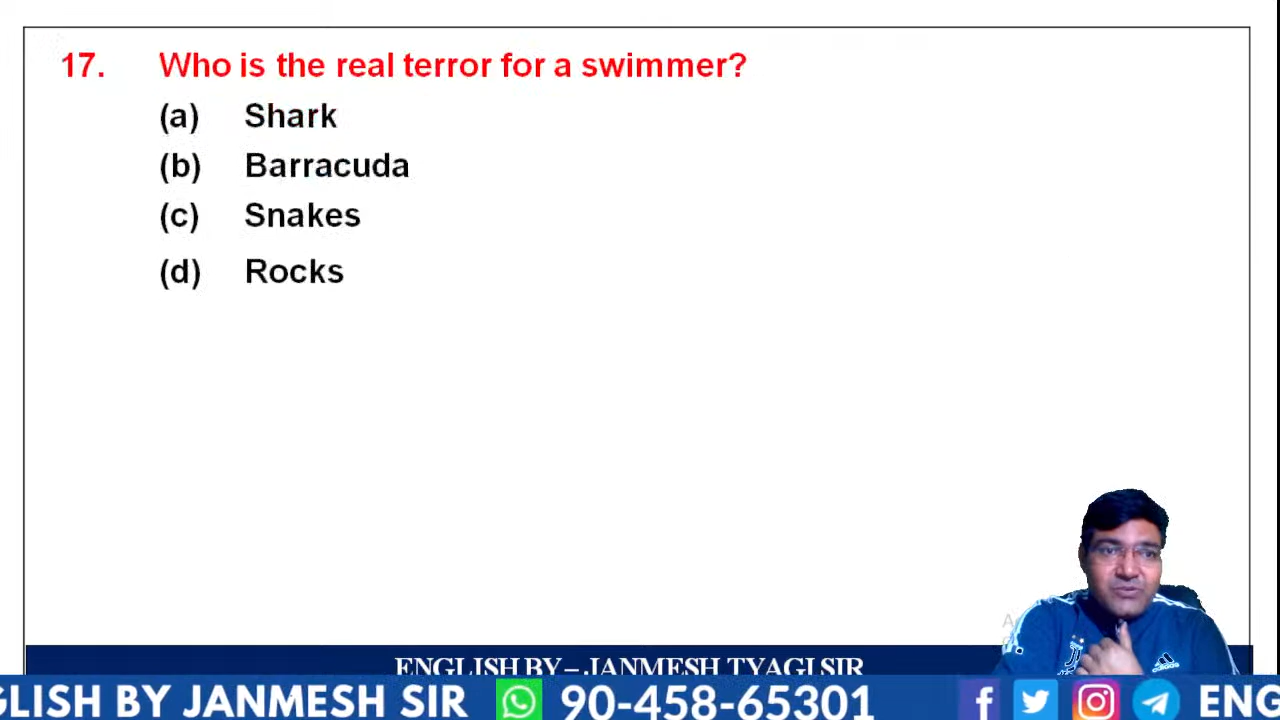 17. Who is the real terror for a swimmer?
(a) Shark
(b) Barracuda
(c) Snakes
(d) Rocks
ENGLISH BY – JANMESH TYAGI SIR
GLISH BY JANMESH SIR 90-458-65301 ENG